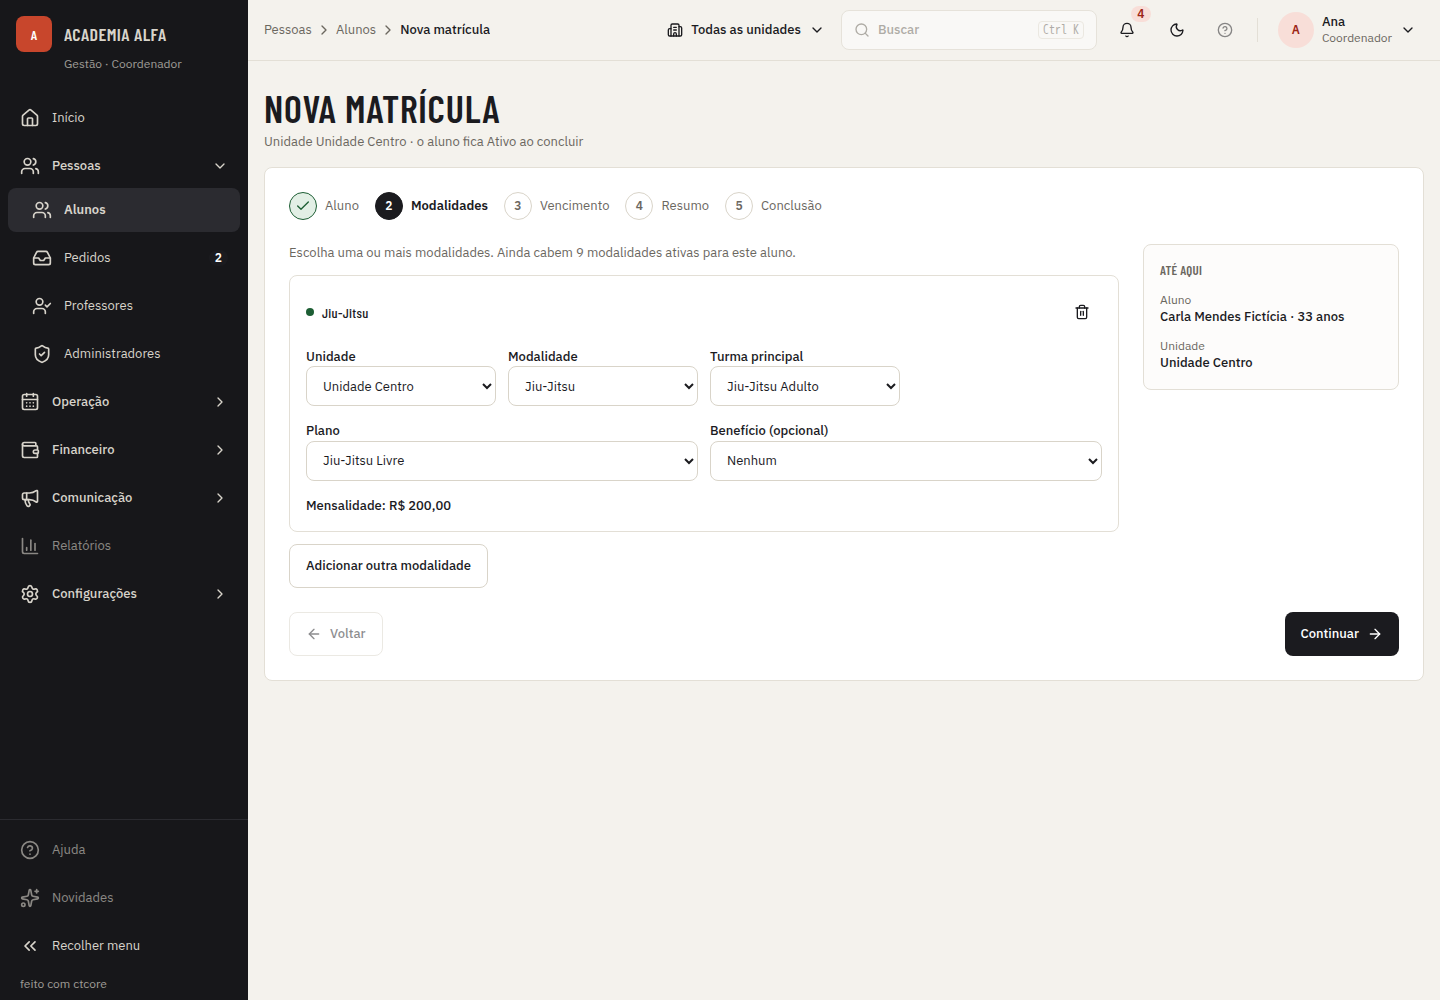 A
ACADEMIA ALFA
Gestão · Coordenador
Início
Pessoas
Alunos
Pedidos 2
Professores
Administradores
Operação
Financeiro
Comunicação
Relatórios
Configurações
Ajuda
Novidades
Recolher menu
feito com ctcore
Pessoas Alunos Nova matrícula
Todas as unidades
Buscar
Ctrl K
4
A
Ana
Coordenador
NOVA MATRÍCULA
Unidade Unidade Centro · o aluno fica Ativo ao concluir
Aluno 2 Modalidades 3 Vencimento 4 Resumo 5 Conclusão
Escolha uma ou mais modalidades. Ainda cabem 9 modalidades ativas para este aluno.
Jiu-Jitsu
Unidade Modalidade Turma principal
Unidade Centro Jiu-Jitsu Jiu-Jitsu Adulto
Plano Benefício (opcional)
Jiu-Jitsu Livre Nenhum
Mensalidade: R$ 200,00
Adicionar outra modalidade
Voltar
Continuar
ATÉ AQUI
Aluno
Carla Mendes Fictícia · 33 anos
Unidade
Unidade Centro